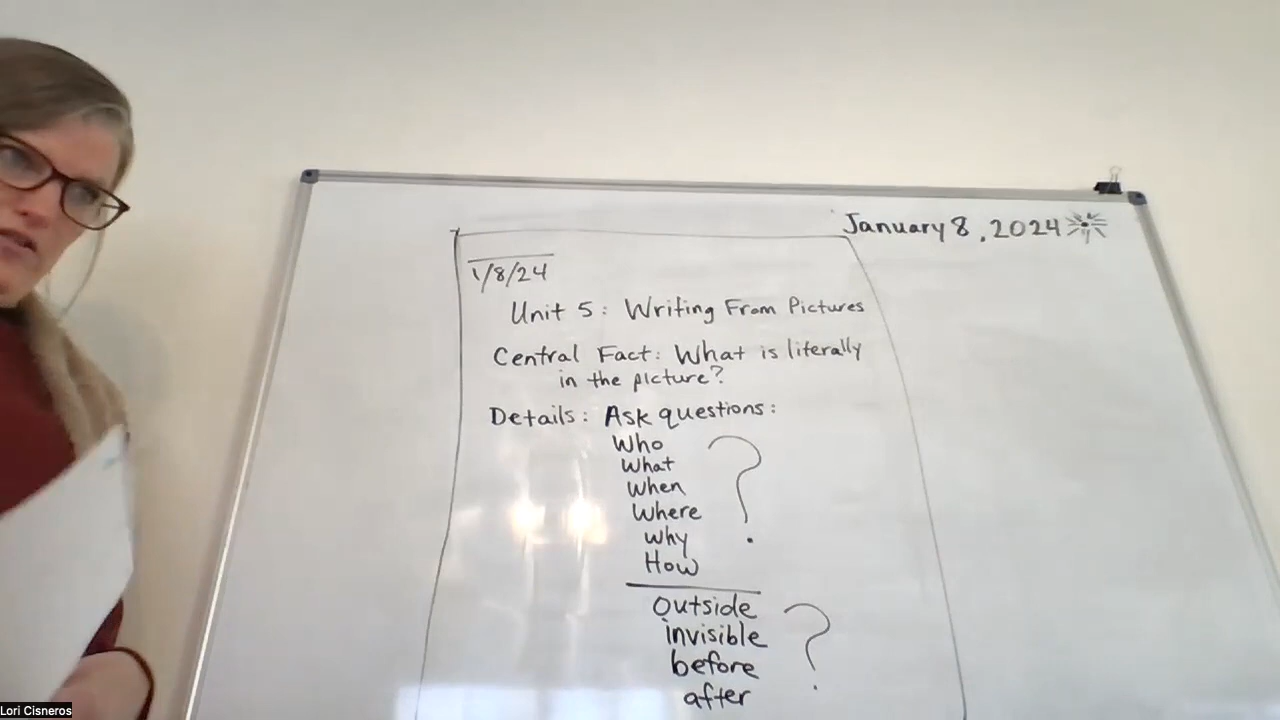 January 8, 2024
1/8/24
Unit 5: Writing From Pictures
Central Fact: What is literally
in the picture?
Details: Ask questions:
Who
What
When
Where
Why
How
?
outside
invisible
before
after
?
Lori Cisneros